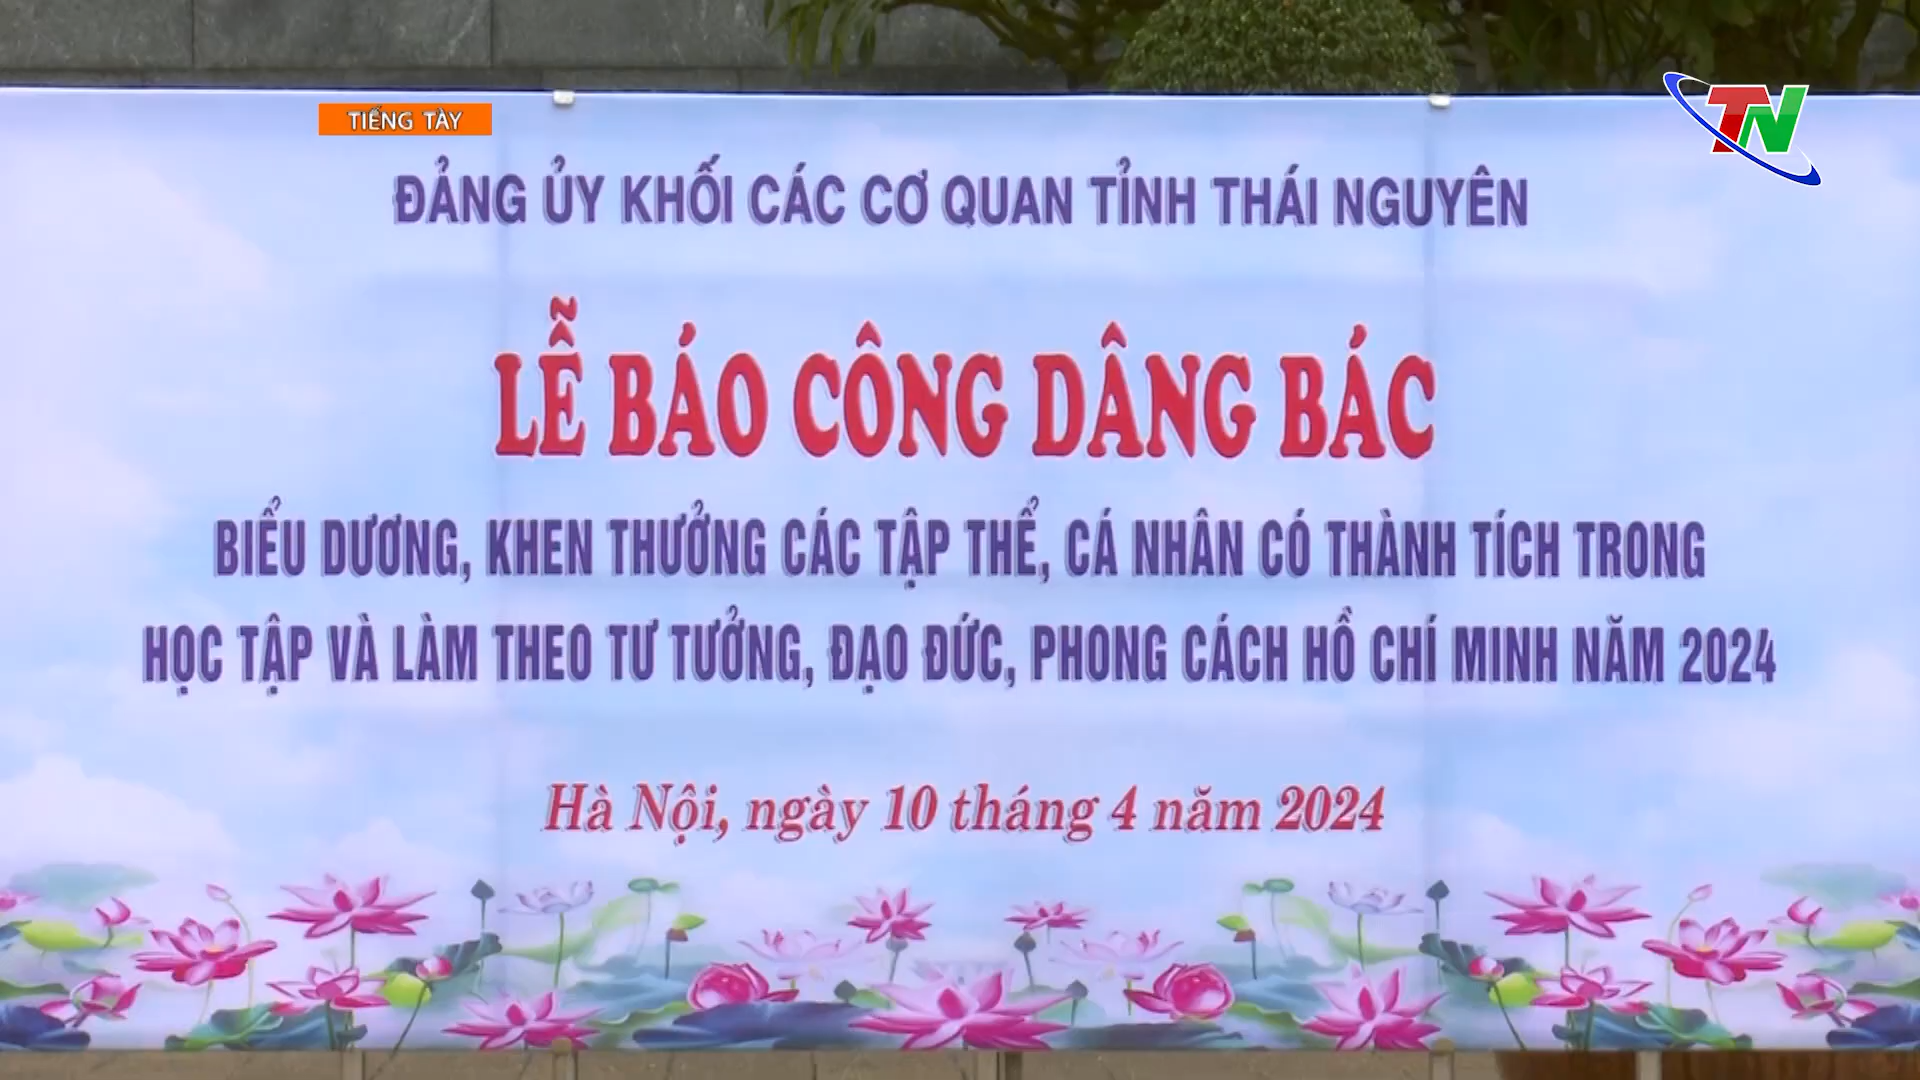 TIẾNG TÀY
TN
ĐẢNG ỦY KHỐI CÁC CƠ QUAN TỈNH THÁI NGUYÊN
LỄ BÁO CÔNG DÂNG BÁC
BIỂU DƯƠNG, KHEN THƯỞNG CÁC TẬP THỂ, CÁ NHÂN CÓ THÀNH TÍCH TRONG
HỌC TẬP VÀ LÀM THEO TƯ TƯỞNG, ĐẠO ĐỨC, PHONG CÁCH HỒ CHÍ MINH NĂM 2024
Hà Nội, ngày 10 tháng 4 năm 2024